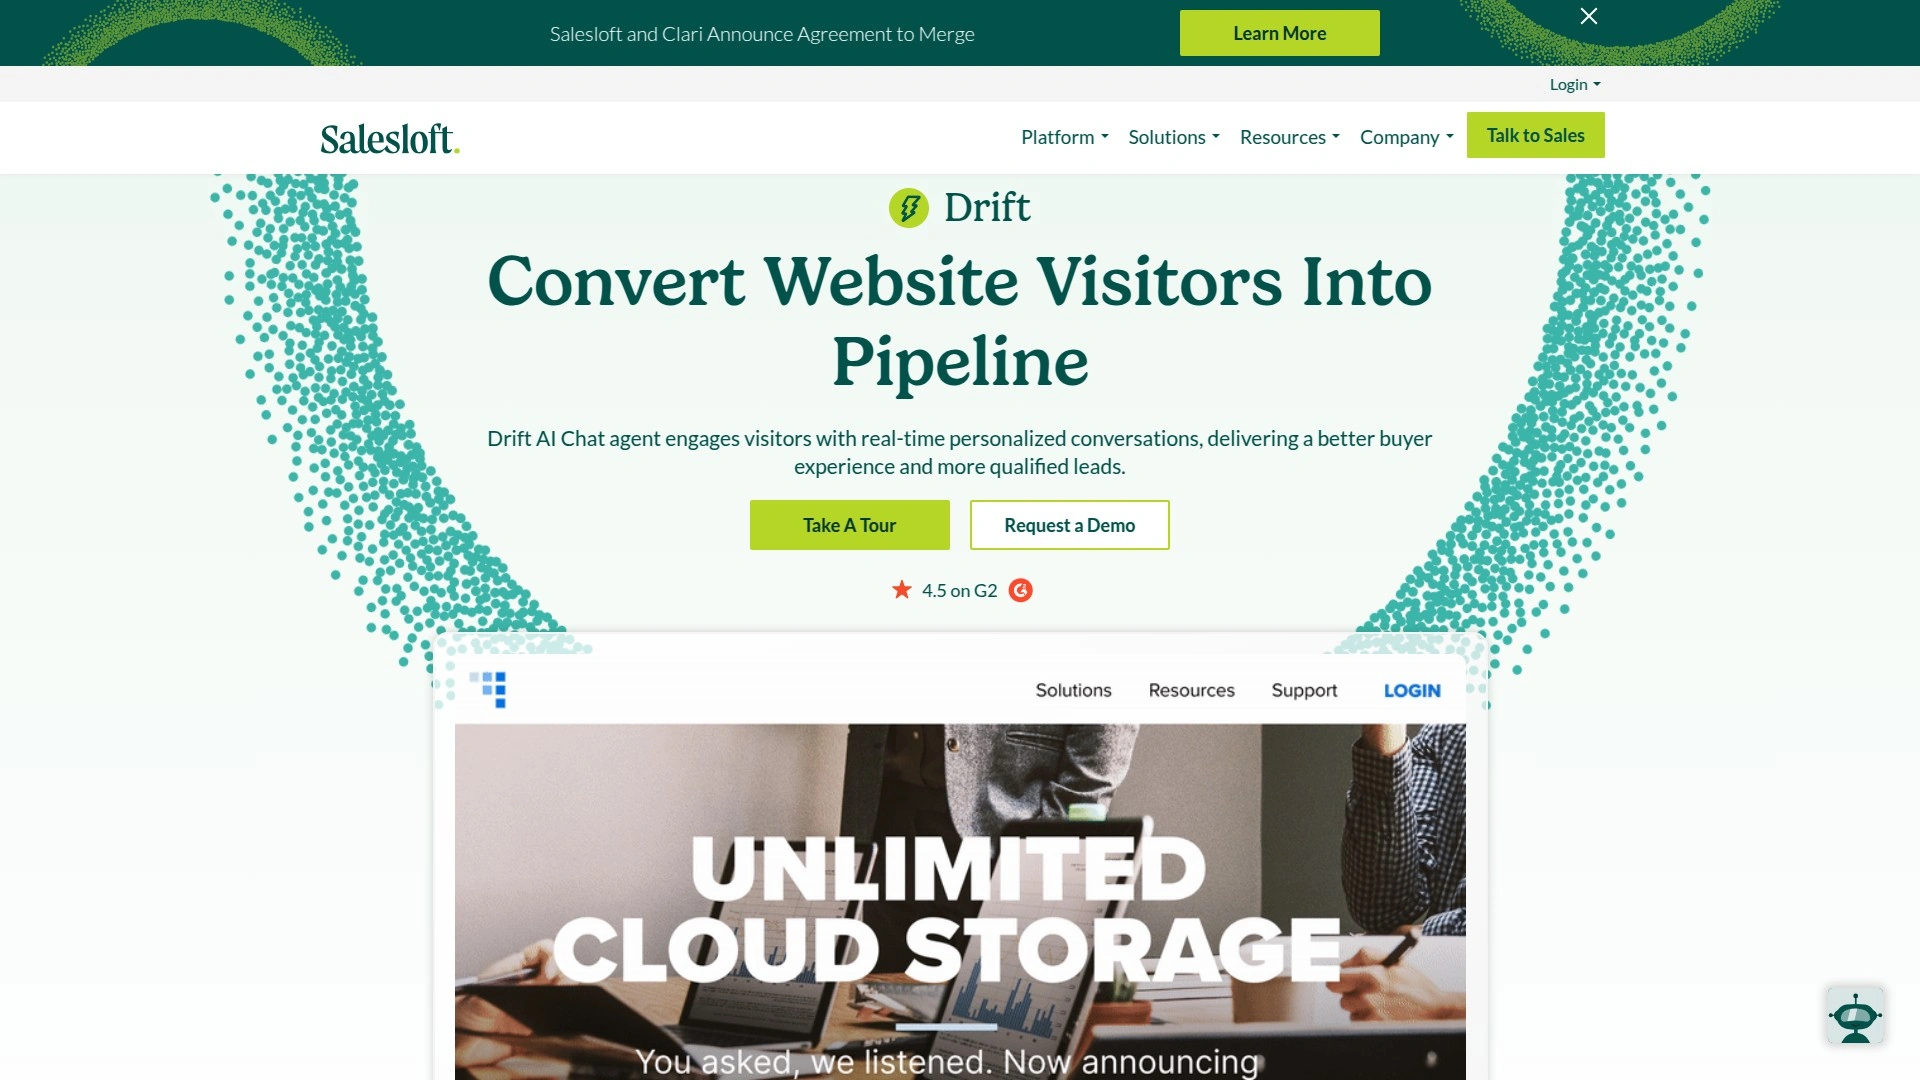 Salesloft and Clari Announce Agreement to Merge
Learn More
Login
Salesloft.
Platform
Solutions
Resources
Company
Talk to Sales
Drift
Convert Website Visitors Into
Pipeline
Drift AI Chat agent engages visitors with real-time personalized conversations, delivering a better buyer
experience and more qualified leads.
Take A Tour
Request a Demo
4.5 on G2
Solutions
Resources
Support
LOGIN
UNLIMITED
CLOUD STORAGE
You asked, we listened. Now announcing